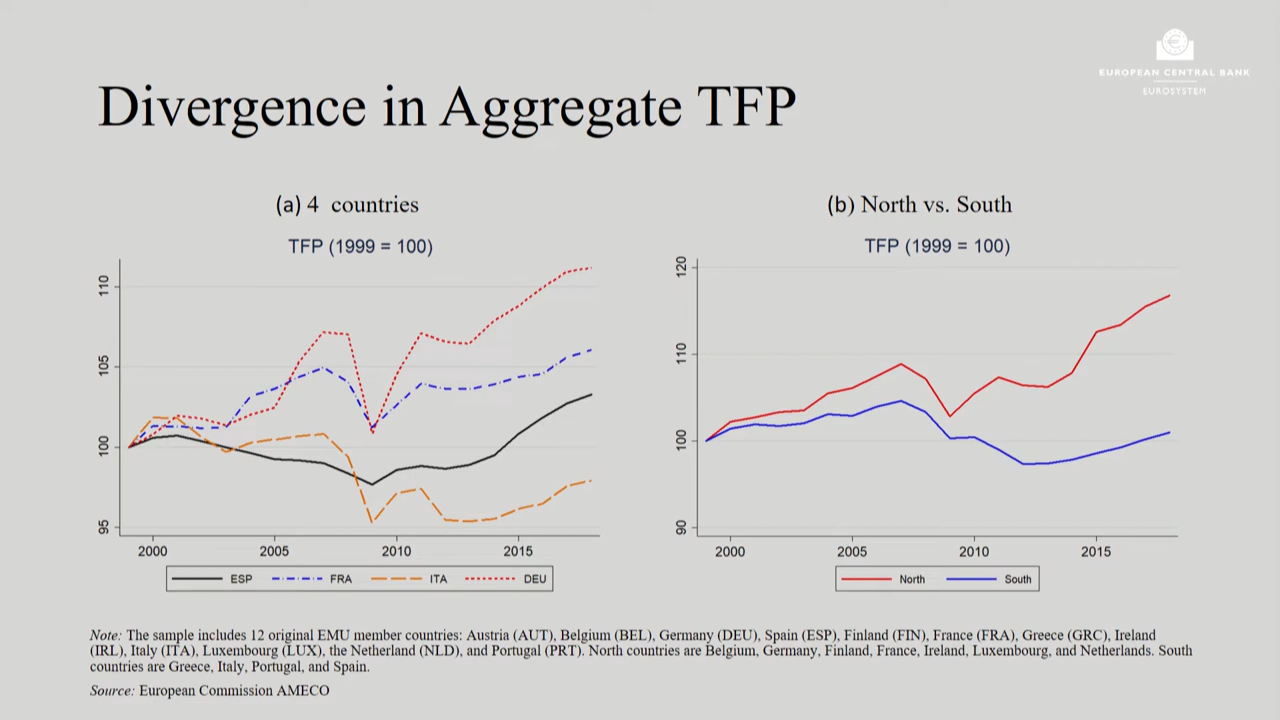 EUROPEAN CENTRAL BANK
EUROSYSTEM
Divergence in Aggregate TFP
(a) 4 countries
TFP (1999 = 100)
110
105
100
95
2000 2005 2010 2015
ESP FRA ITA DEU
(b) North vs. South
TFP (1999 = 100)
120
110
100
90
2000 2005 2010 2015
North South
Note: The sample includes 12 original EMU member countries: Austria (AUT), Belgium (BEL), Germany (DEU), Spain (ESP), Finland (FIN), France (FRA), Greece (GRC), Ireland
(IRL), Italy (ITA), Luxembourg (LUX), the Netherland (NLD), and Portugal (PRT). North countries are Belgium, Germany, Finland, France, Ireland, Luxembourg, and Netherlands. South
countries are Greece, Italy, Portugal, and Spain.
Source: European Commission AMECO